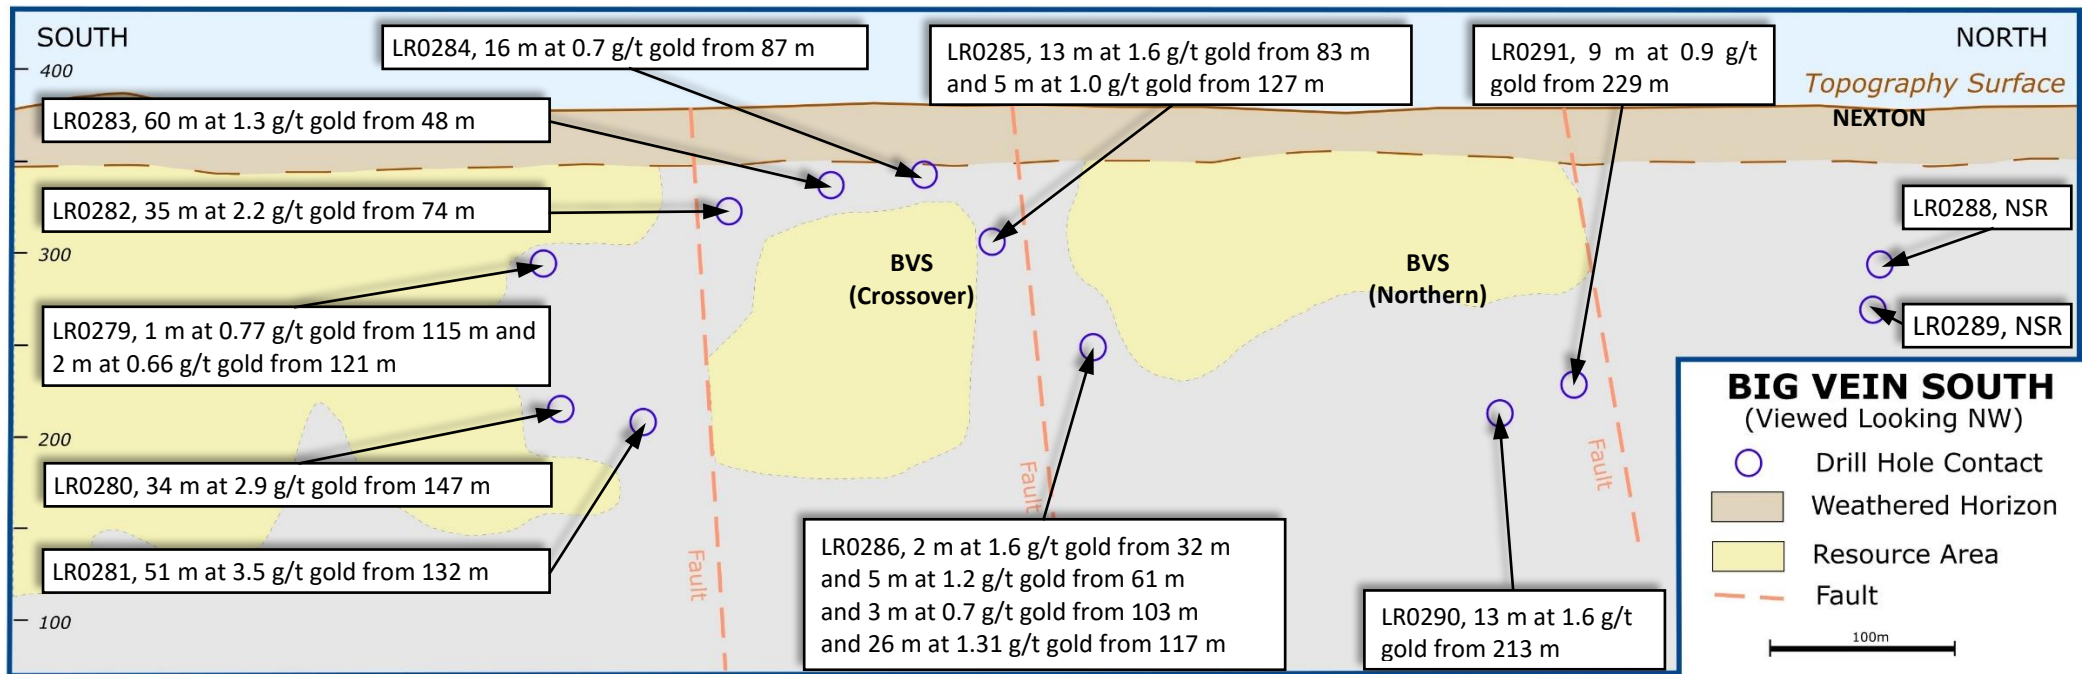 SOUTH
NORTH
400
300
200
100
Topography Surface
NEXTON
LR0284, 16 m at 0.7 g/t gold from 87 m
LR0285, 13 m at 1.6 g/t gold from 83 m
and 5 m at 1.0 g/t gold from 127 m
LR0291, 9 m at 0.9 g/t
gold from 229 m
LR0283, 60 m at 1.3 g/t gold from 48 m
LR0282, 35 m at 2.2 g/t gold from 74 m
LR0279, 1 m at 0.77 g/t gold from 115 m and
2 m at 0.66 g/t gold from 121 m
LR0280, 34 m at 2.9 g/t gold from 147 m
LR0281, 51 m at 3.5 g/t gold from 132 m
BVS
(Crossover)
BVS
(Northern)
LR0288, NSR
LR0289, NSR
Fault
Fault
Fault
LR0286, 2 m at 1.6 g/t gold from 32 m
and 5 m at 1.2 g/t gold from 61 m
and 3 m at 0.7 g/t gold from 103 m
and 26 m at 1.31 g/t gold from 117 m
LR0290, 13 m at 1.6 g/t
gold from 213 m
BIG VEIN SOUTH
(Viewed Looking NW)
Drill Hole Contact
Weathered Horizon
Resource Area
Fault
100m